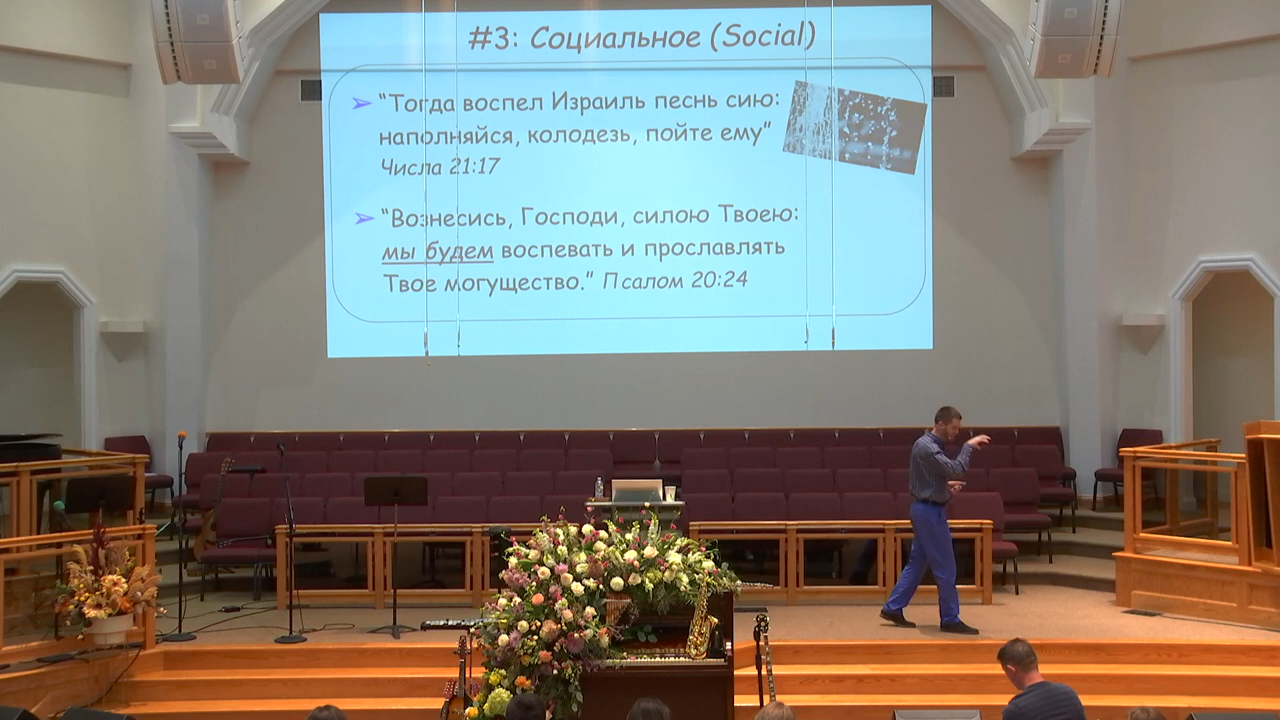 #3: Социальное (Social)
➢ “Тогда воспел Израиль песнь сию:
наполняйся, колодезь, пойте ему”
Числа 21:17
➢ “Вознесись, Господи, силою Твоею:
мы будем воспевать и прославлять
Твое могущество.” Псалом 20:24